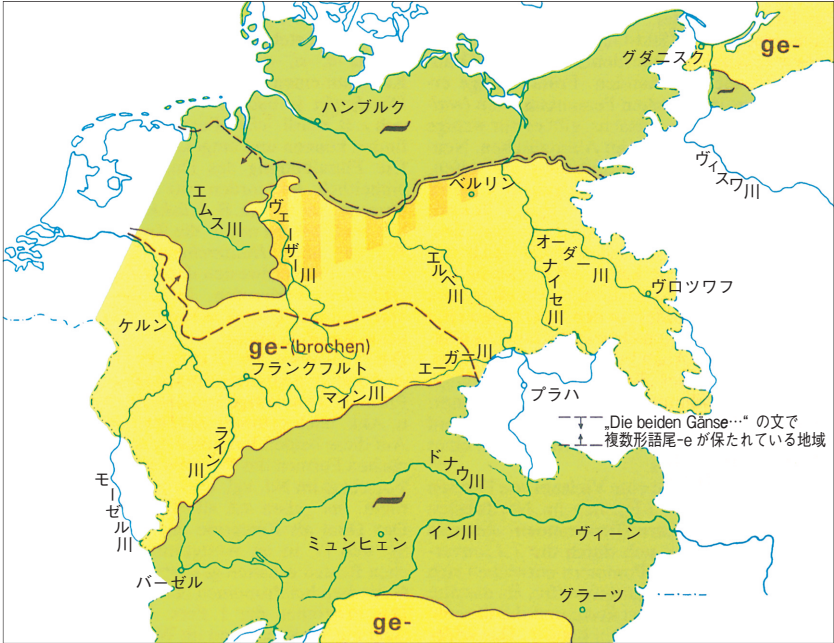 ge-
グダニスク
ハンブルク
ヴィスワ川
ベルリン
エムス川
ヴェーザー川
オーダー川
エルベ川
ナイセ川
ヴロツワフ
ケルン
ge-(brochen)
フランクフルト
エーガー川
マイン川
プラハ
„Die beiden Gänse…“ の文で
複数形語尾-e が保たれている地域
ライン川
ドナウ川
モーゼル川
ミュンヒェン
イン川
ヴィーン
バーゼル
グラーツ
ge-